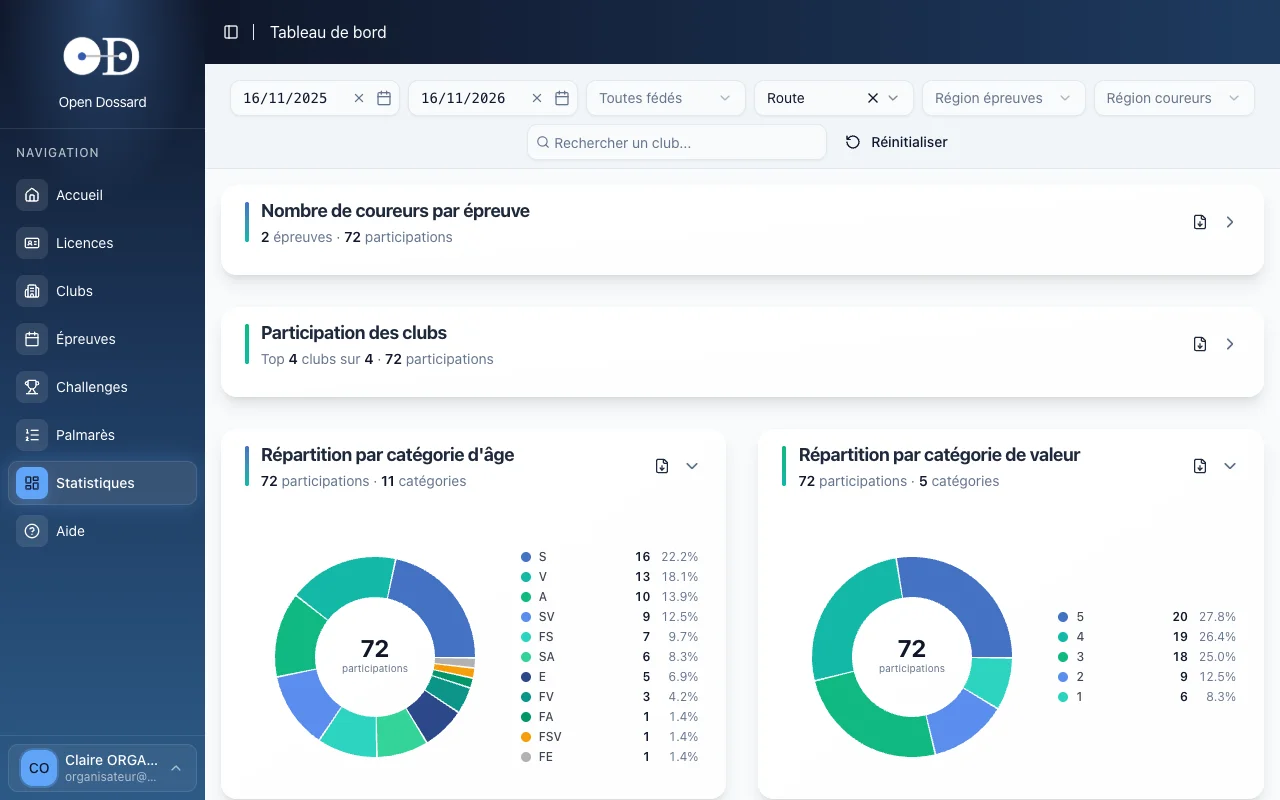 OD
Open Dossard
NAVIGATION
Accueil
Licences
Clubs
Épreuves
Challenges
Palmarès
Statistiques
Aide
CO
Claire ORGA...
organisateur@...
Tableau de bord
16/11/2025
16/11/2026
Toutes fédés
Route
Région épreuves
Région coureurs
Rechercher un club...
Réinitialiser
Nombre de coureurs par épreuve
2 épreuves · 72 participations
Participation des clubs
Top 4 clubs sur 4 · 72 participations
Répartition par catégorie d'âge
72 participations · 11 catégories
72
participations
S 16 22.2%
V 13 18.1%
A 10 13.9%
SV 9 12.5%
FS 7 9.7%
SA 6 8.3%
E 5 6.9%
FV 3 4.2%
FA 1 1.4%
FSV 1 1.4%
FE 1 1.4%
Répartition par catégorie de valeur
72 participations · 5 catégories
72
participations
5 20 27.8%
4 19 26.4%
3 18 25.0%
2 9 12.5%
1 6 8.3%